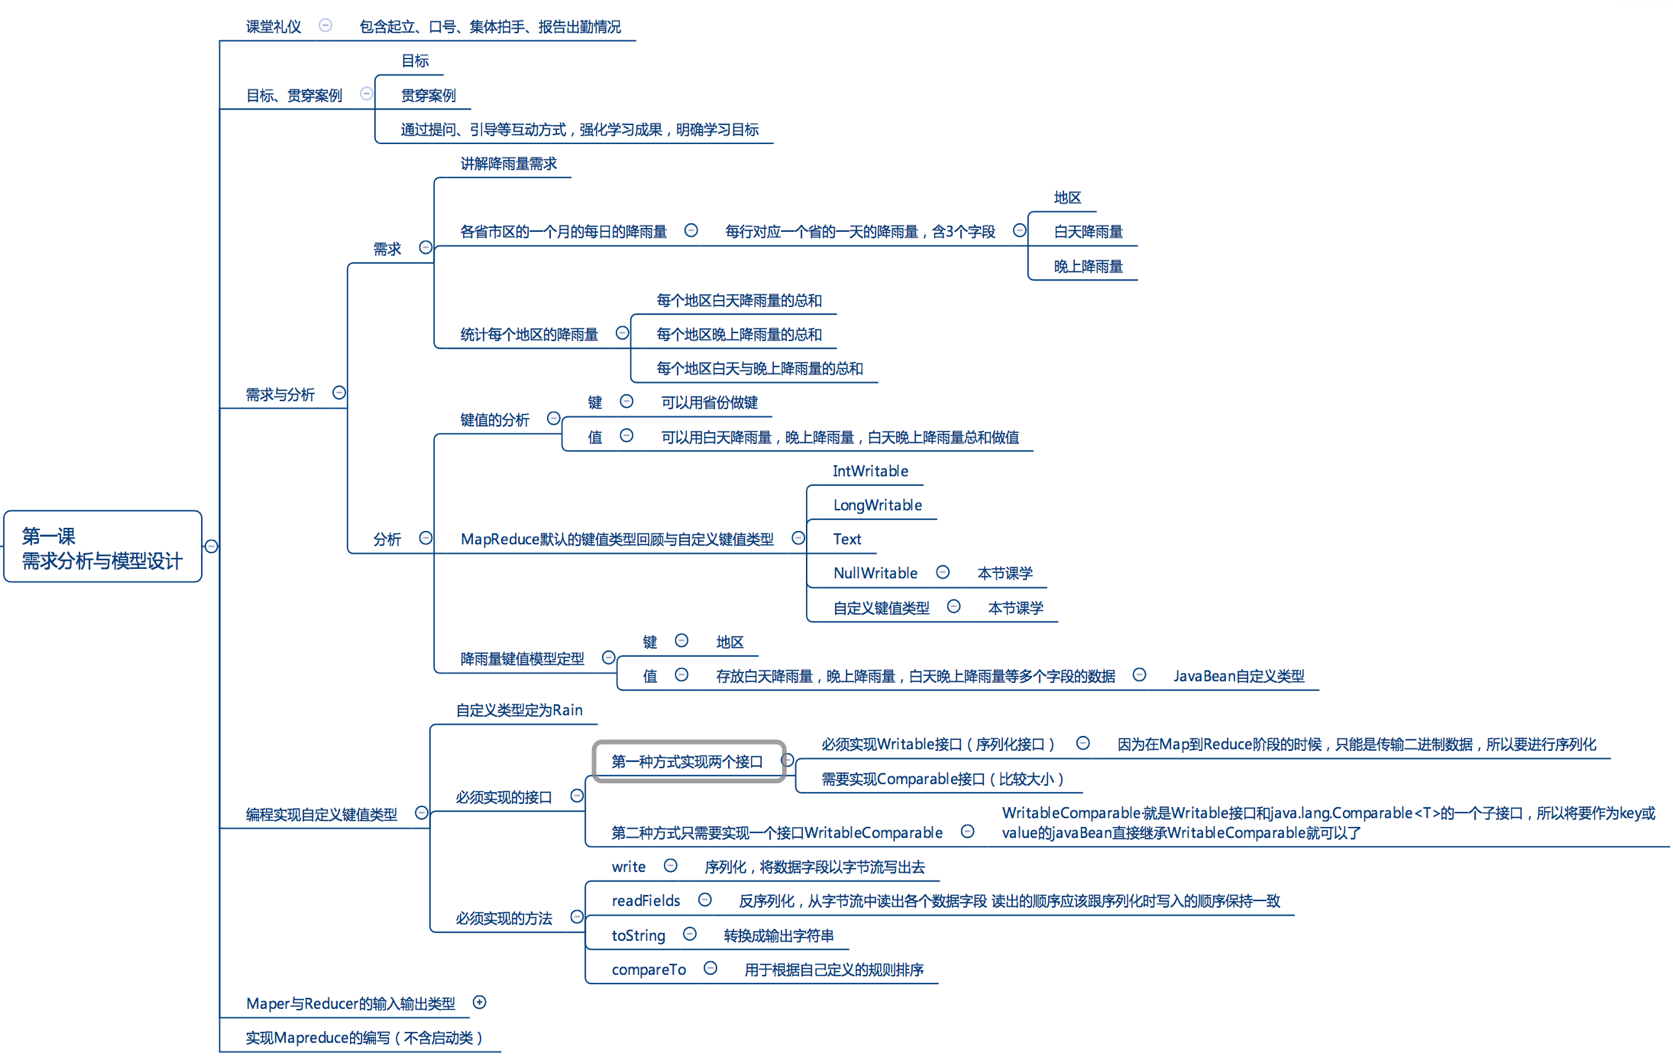 课堂礼仪
包含起立、口号、集体拍手、报告出勤情况
目标
目标、贯穿案例
贯穿案例
通过提问、引导等互动方式，强化学习成果，明确学习目标
讲解降雨量需求
地区
各省市区的一个月的每日的降雨量
每行对应一个省的一天的降雨量，含3个字段
白天降雨量
需求
晚上降雨量
每个地区白天降雨量的总和
统计每个地区的降雨量
每个地区晚上降雨量的总和
每个地区白天与晚上降雨量的总和
需求与分析
键
可以用省份做键
键值的分析
值
可以用白天降雨量，晚上降雨量，白天晚上降雨量总和做值
IntWritable
LongWritable
分析
MapReduce默认的键值类型回顾与自定义键值类型
Text
NullWritable
本节课学
自定义键值类型
本节课学
第一课
需求分析与模型设计
键
地区
降雨量键值模型定型
值
存放白天降雨量，晚上降雨量，白天晚上降雨量等多个字段的数据
JavaBean自定义类型
自定义类型定为Rain
必须实现Writable接口（序列化接口）
因为在Map到Reduce阶段的时候，只能是传输二进制数据，所以要进行序列化
第一种方式实现两个接口
需要实现Comparable接口（比较大小）
必须实现的接口
编程实现自定义键值类型
第二种方式只需要实现一个接口WritableComparable
WritableComparable·就是Writable接口和java.lang.Comparable<T>的一个子接口，所以将要作为key或
value的javaBean直接继承WritableComparable就可以了
write
序列化，将数据字段以字节流写出去
readFields
反序列化，从字节流中读出各个数据字段 读出的顺序应该跟序列化时写入的顺序保持一致
必须实现的方法
toString
转换成输出字符串
compareTo
用于根据自己定义的规则排序
Maper与Reducer的输入输出类型
实现Mapreduce的编写（不含启动类）